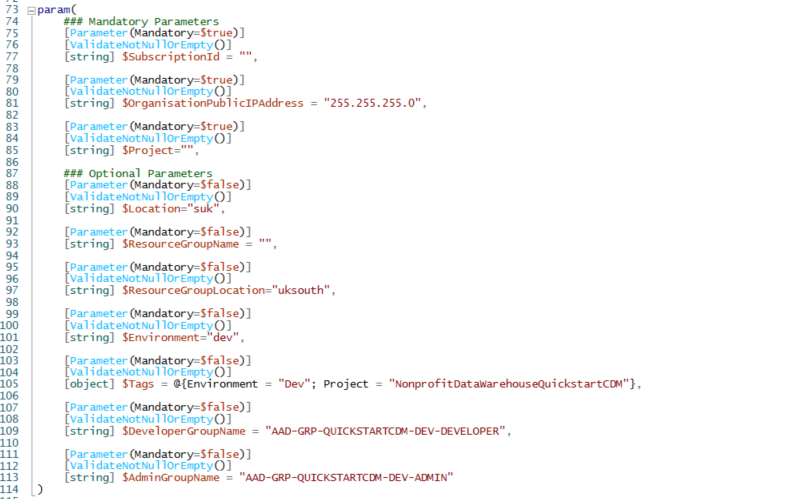 73 param(
74 ### Mandatory Parameters
75 [Parameter(Mandatory=$true)]
76 [ValidateNotNullOrEmpty()]
77 [string] $SubscriptionId = "",
78
79 [Parameter(Mandatory=$true)]
80 [ValidateNotNullOrEmpty()]
81 [string] $OrganisationPublicIPAddress = "255.255.255.0",
82
83 [Parameter(Mandatory=$true)]
84 [ValidateNotNullOrEmpty()]
85 [string] $Project="",
86
87 ### Optional Parameters
88 [Parameter(Mandatory=$false)]
89 [ValidateNotNullOrEmpty()]
90 [string] $Location="suk",
91
92 [Parameter(Mandatory=$false)]
93 [string] $ResourceGroupName = "",
94
95 [Parameter(Mandatory=$false)]
96 [ValidateNotNullOrEmpty()]
97 [string] $ResourceGroupLocation="uksouth",
98
99 [Parameter(Mandatory=$false)]
100 [ValidateNotNullOrEmpty()]
101 [string] $Environment="dev",
102
103 [Parameter(Mandatory=$false)]
104 [ValidateNotNullOrEmpty()]
105 [object] $Tags = @{Environment = "Dev"; Project = "NonprofitDataWarehouseQuickstartCDM"},
106
107 [Parameter(Mandatory=$false)]
108 [ValidateNotNullOrEmpty()]
109 [string] $DeveloperGroupName = "AAD-GRP-QUICKSTARTCDM-DEV-DEVELOPER",
110
111 [Parameter(Mandatory=$false)]
112 [ValidateNotNullOrEmpty()]
113 [string] $AdminGroupName = "AAD-GRP-QUICKSTARTCDM-DEV-ADMIN"
114 )